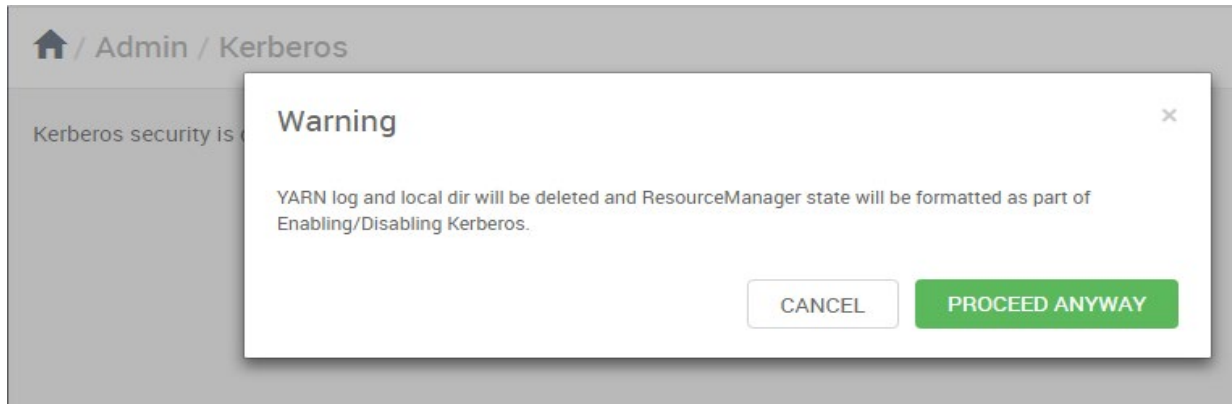 / Admin / Kerberos
Kerberos security is
Warning
×
YARN log and local dir will be deleted and ResourceManager state will be formatted as part of
Enabling/Disabling Kerberos.
CANCEL
PROCEED ANYWAY